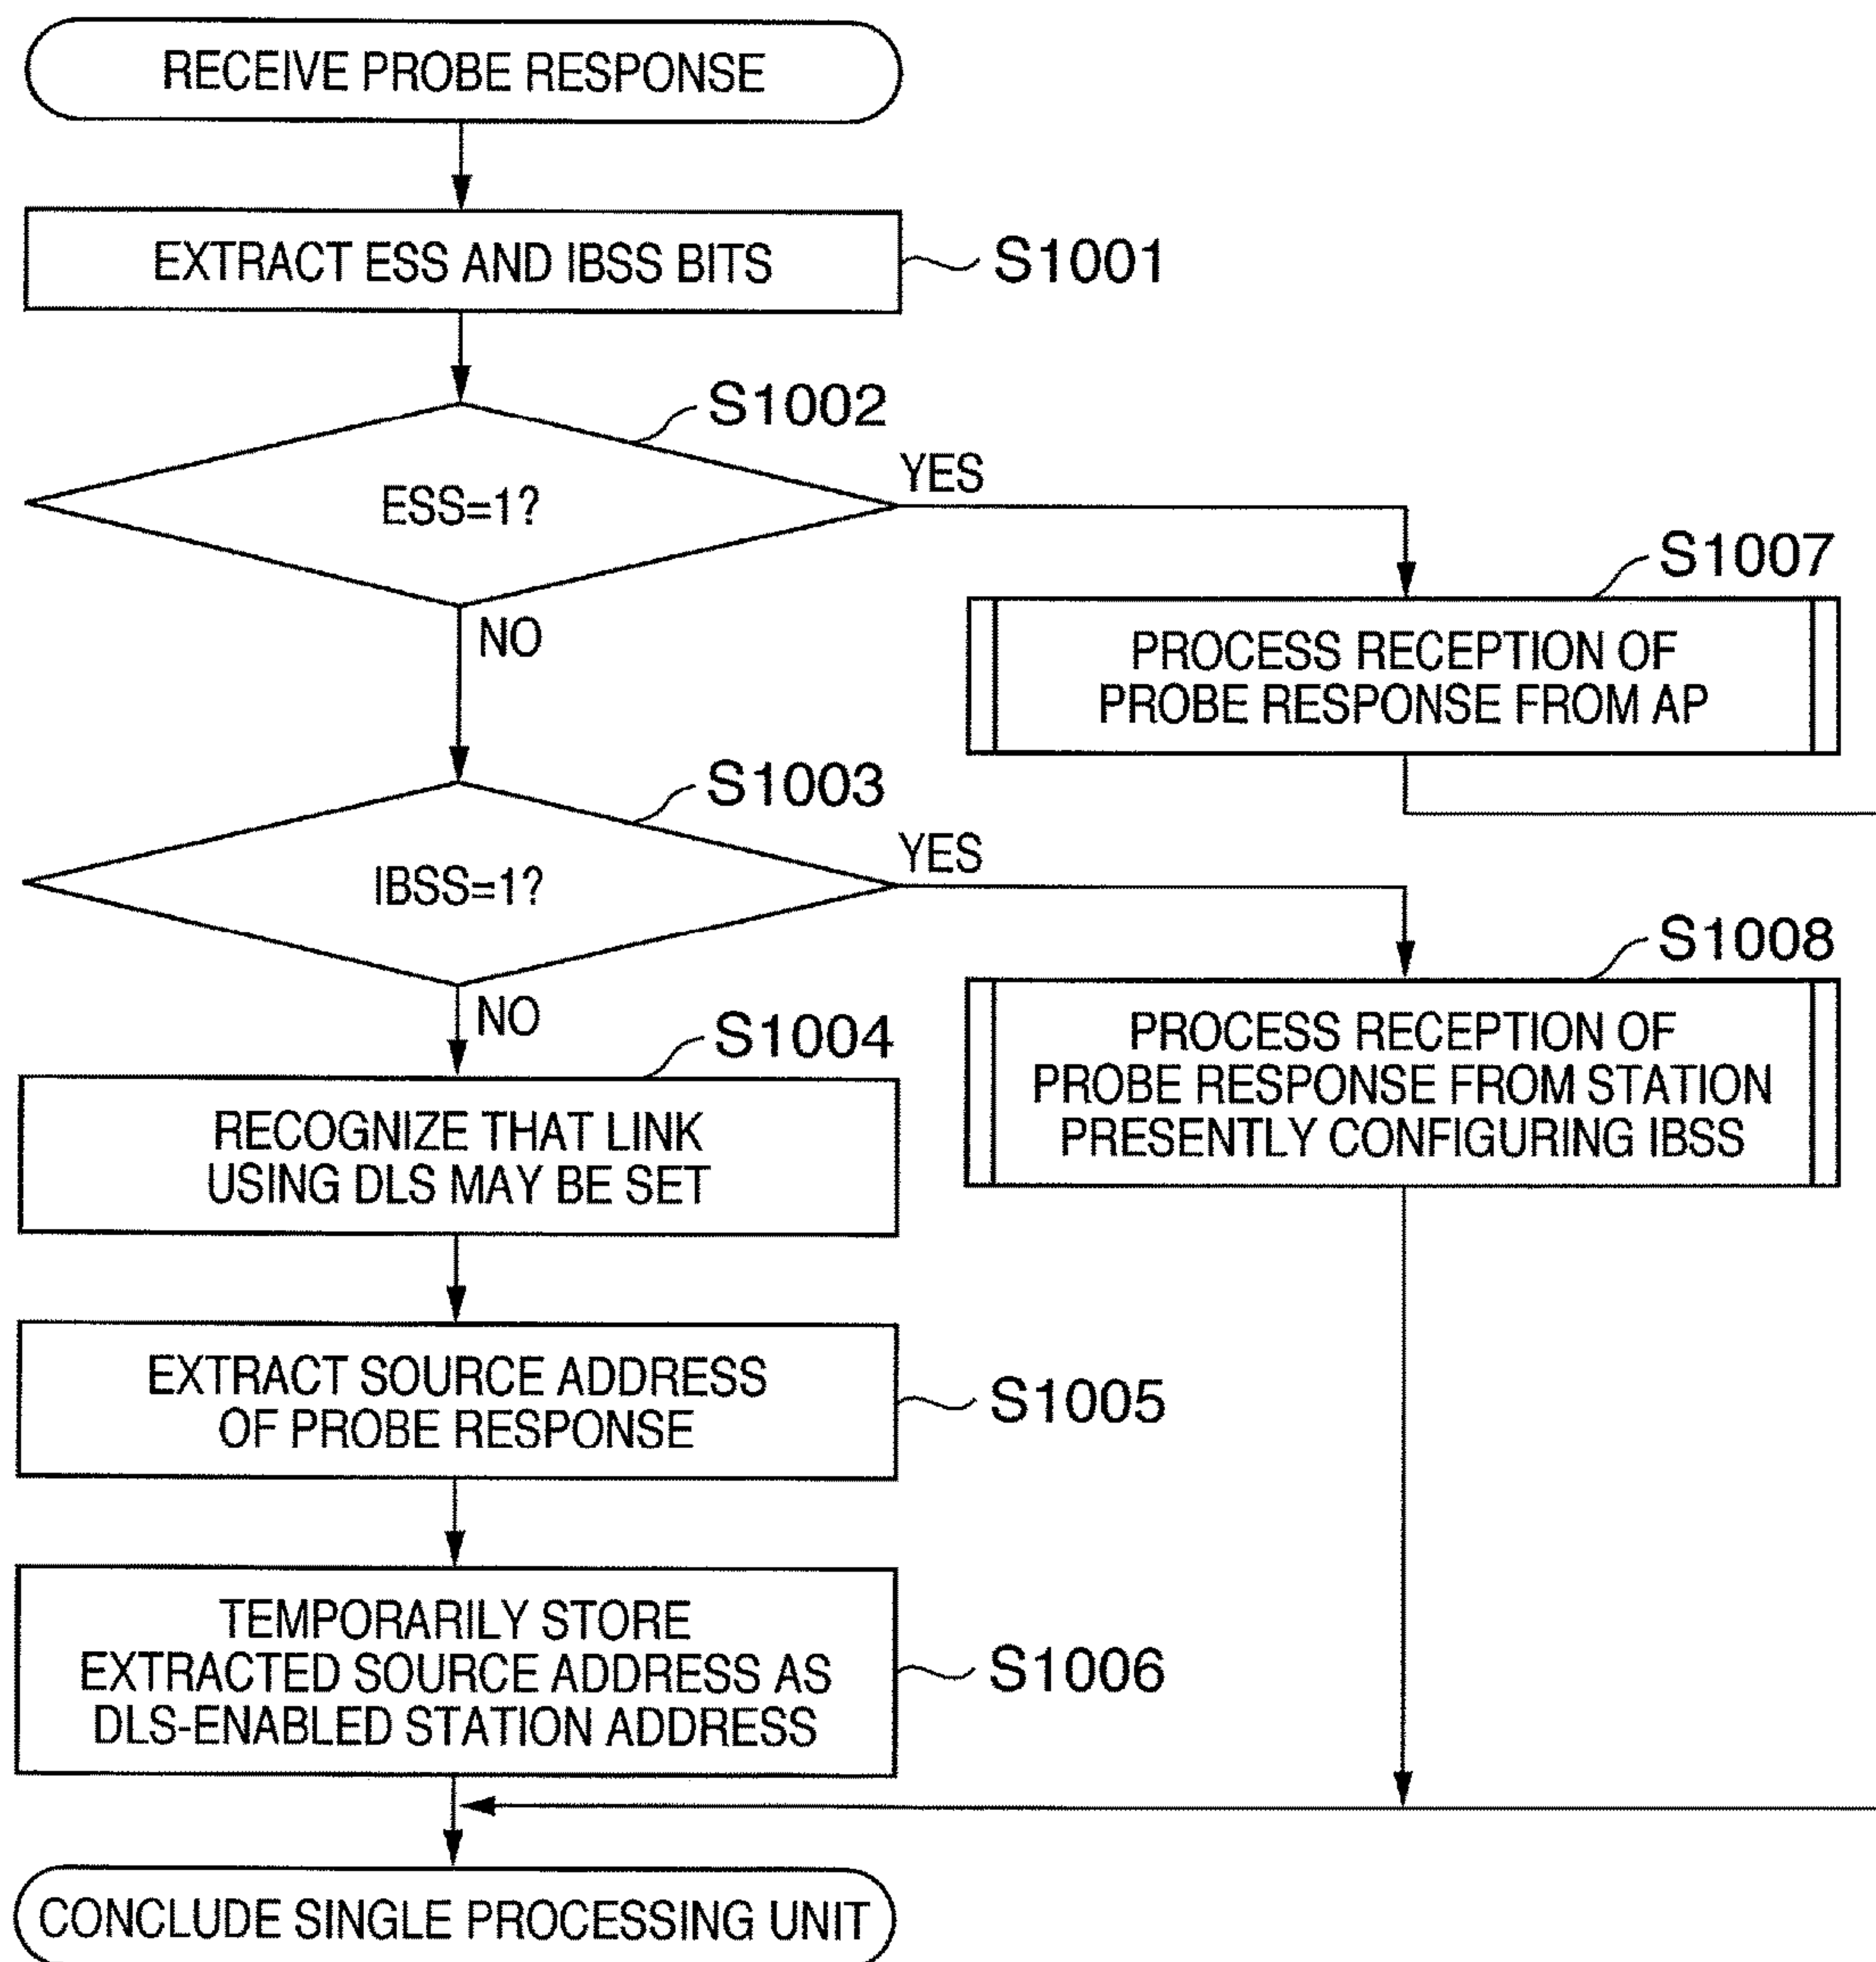 RECEIVE PROBE RESPONSE
EXTRACT ESS AND IBSS BITS
S1001
S1002
ESS=1?
YES
NO
S1007
PROCESS RECEPTION OF
PROBE RESPONSE FROM AP
S1003
IBSS=1?
YES
NO
S1008
PROCESS RECEPTION OF
PROBE RESPONSE FROM STATION
PRESENTLY CONFIGURING IBSS
S1004
RECOGNIZE THAT LINK
USING DLS MAY BE SET
EXTRACT SOURCE ADDRESS
OF PROBE RESPONSE
S1005
TEMPORARILY STORE
EXTRACTED SOURCE ADDRESS AS
DLS-ENABLED STATION ADDRESS
S1006
CONCLUDE SINGLE PROCESSING UNIT